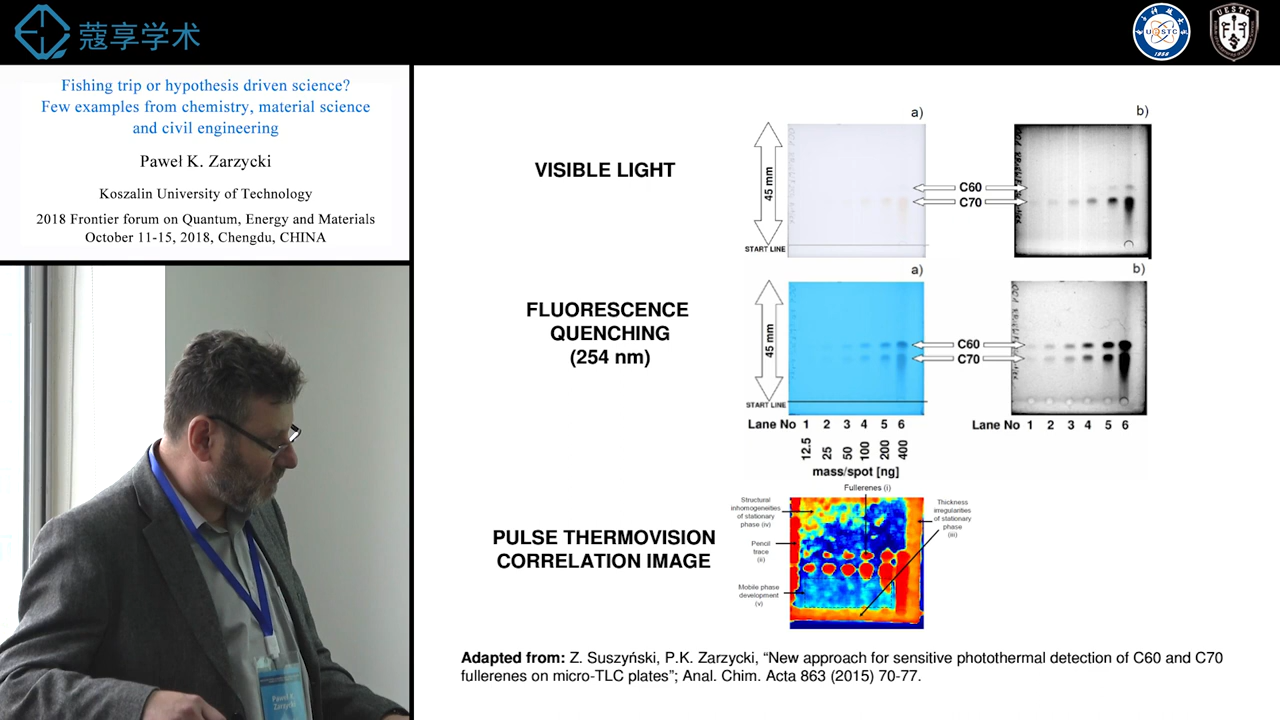 蔻享学术
UESTC
Fishing trip or hypothesis driven science?
Few examples from chemistry, material science
and civil engineering
Paweł K. Zarzycki
Koszalin University of Technology
2018 Frontier forum on Quantum, Energy and Materials
October 11-15, 2018, Chengdu, CHINA
Paweł K.
Zarzycki
VISIBLE LIGHT
a)
b)
45 mm
START LINE
C60
C70
FLUORESCENCE
QUENCHING
(254 nm)
a)
b)
45 mm
START LINE
C60
C70
Lane No 1 2 3 4 5 6
12.5 25 50 100 200 400
mass/spot [ng]
Lane No 1 2 3 4 5 6
PULSE THERMOVISION
CORRELATION IMAGE
Fullerenes (i)
Structural
inhomogeneities
of stationary
phase (iv)
Pencil
trace
(ii)
Mobile phase
development
(v)
Thickness
irregularities
of stationary
phase
(iii)
Adapted from: Z. Suszyński, P.K. Zarzycki, “New approach for sensitive photothermal detection of C60 and C70
fullerenes on micro-TLC plates”; Anal. Chim. Acta 863 (2015) 70-77.